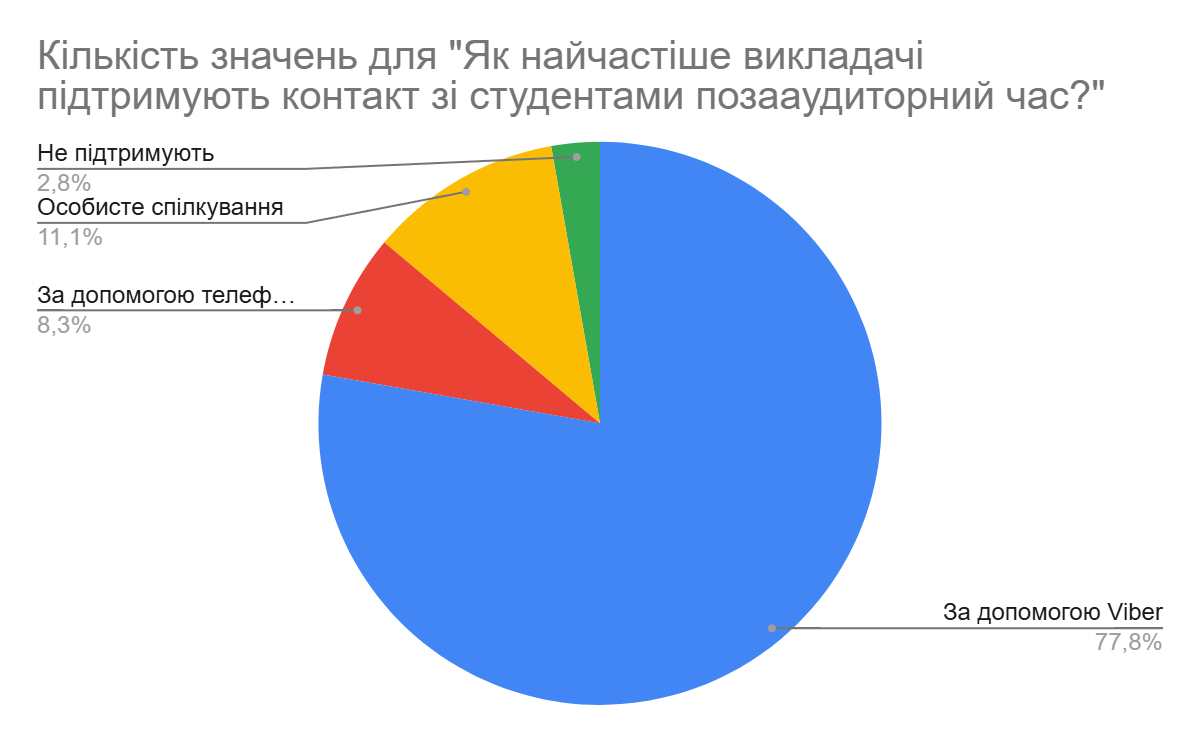 Кількість значень для "Як найчастіше викладачі
підтримують контакт зі студентами позааудиторний час?"
Не підтримують
2,8%
Особисте спілкування
11,1%
За допомогою телеф…
8,3%
За допомогою Viber
77,8%